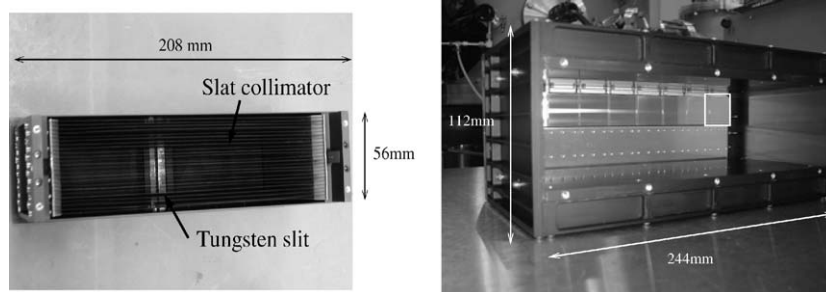 208 mm
Slat collimator
56mm
Tungsten slit
112mm
244mm